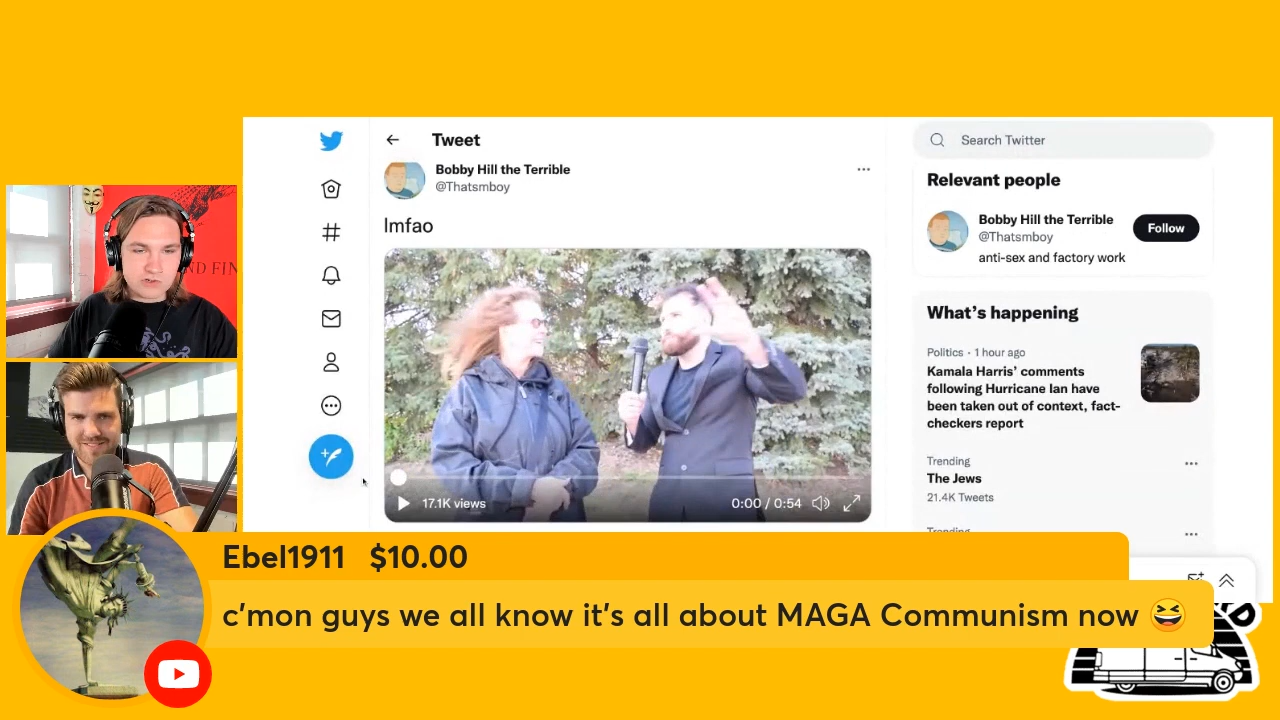 Tweet
Bobby Hill the Terrible
@Thatsmboy
lmfao
17.1K views
0:00 / 0:54
Search Twitter
Relevant people
Bobby Hill the Terrible
@Thatsmboy
Follow
anti-sex and factory work
What's happening
Politics · 1 hour ago
Kamala Harris' comments
following Hurricane Ian have
been taken out of context, fact-
checkers report
Trending
The Jews
21.4K Tweets
Trending
ND FIN
Ebel1911 $10.00
c'mon guys we all know it's all about MAGA Communism now 😆